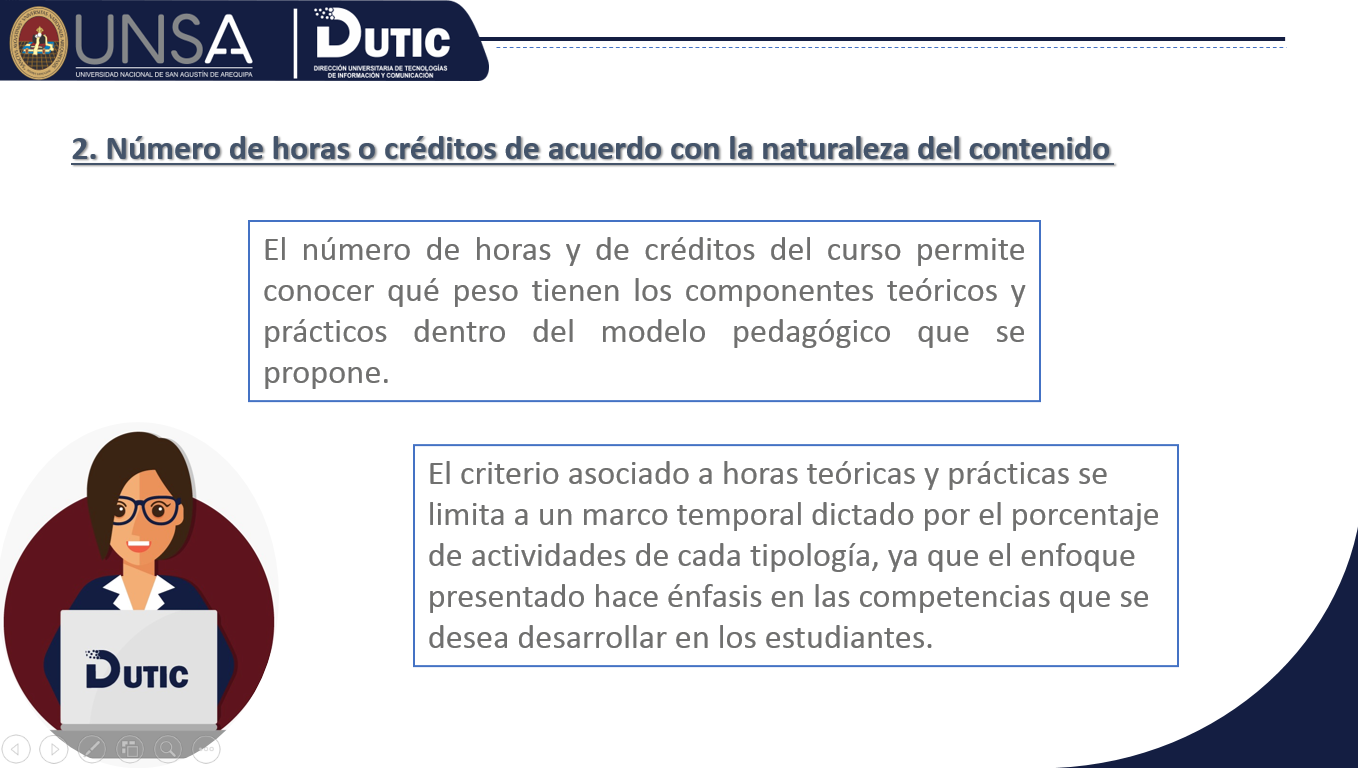 UNSA
UNIVERSIDAD NACIONAL DE SAN AGUSTÍN DE AREQUIPA
DUTIC
DIRECCIÓN UNIVERSITARIA DE TECNOLOGÍAS
DE INFORMACIÓN Y COMUNICACIÓN
2. Número de horas o créditos de acuerdo con la naturaleza del contenido
El número de horas y de créditos del curso permite
conocer qué peso tienen los componentes teóricos y
prácticos dentro del modelo pedagógico que se
propone.
El criterio asociado a horas teóricas y prácticas se
limita a un marco temporal dictado por el porcentaje
de actividades de cada tipología, ya que el enfoque
presentado hace énfasis en las competencias que se
desea desarrollar en los estudiantes.
DUTIC